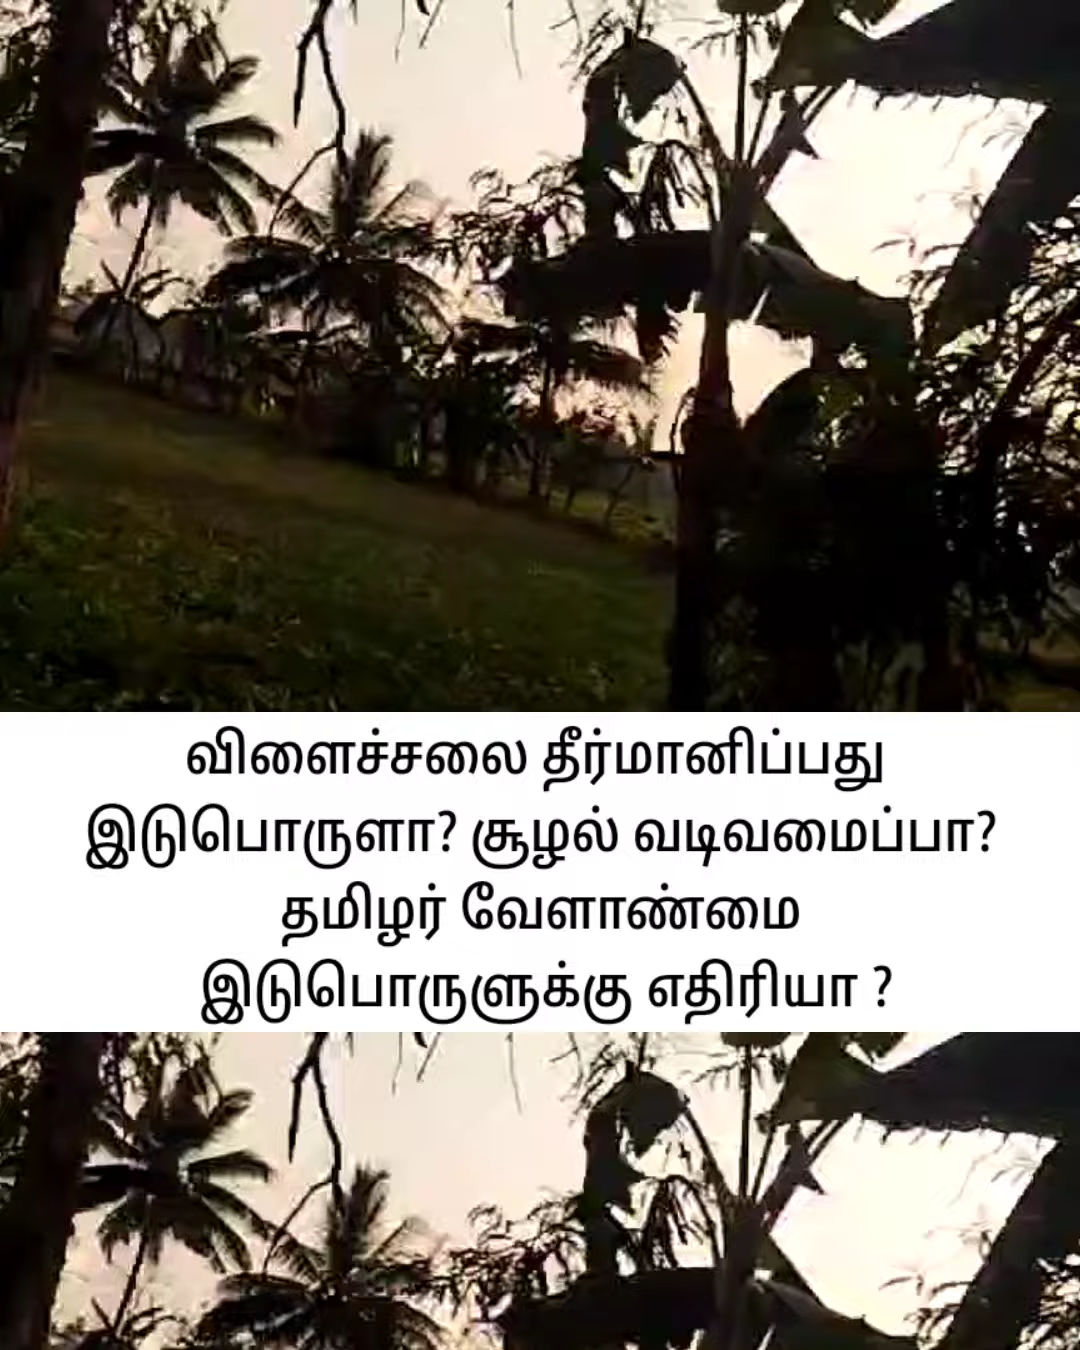 விளைச்சலை தீர்மானிப்பது
இடுபொருளா? சூழல் வடிவமைப்பா?
தமிழர் வேளாண்மை
இடுபொருளுக்கு எதிரியா ?